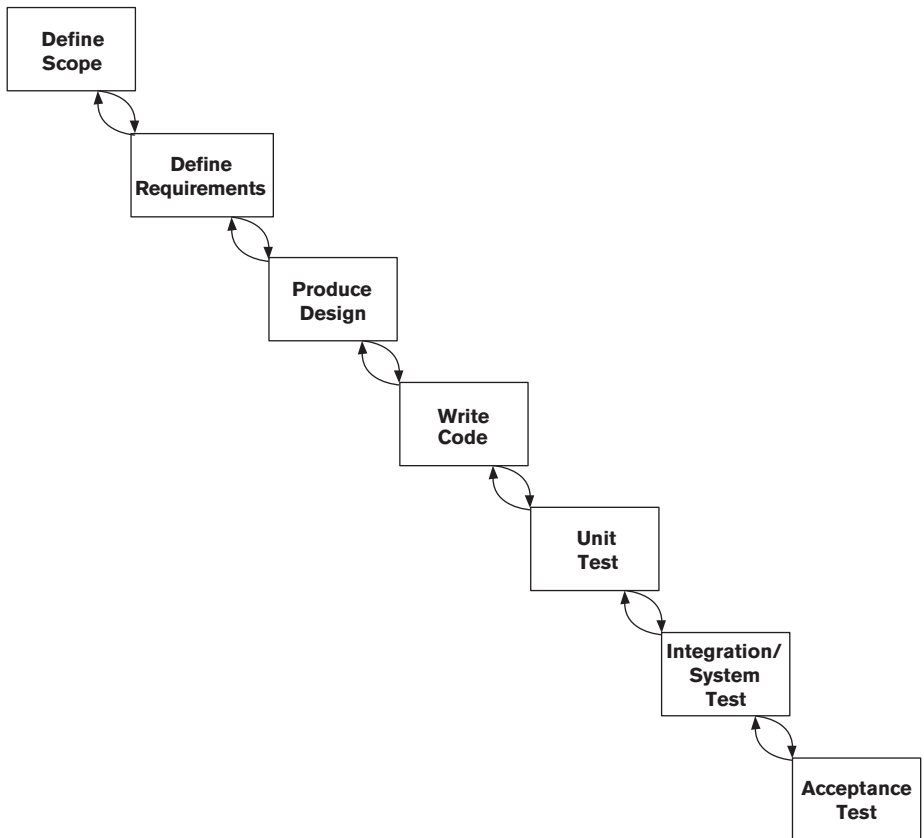 Define
Scope
Define
Requirements
Produce
Design
Write
Code
Unit
Test
Integration/
System
Test
Acceptance
Test